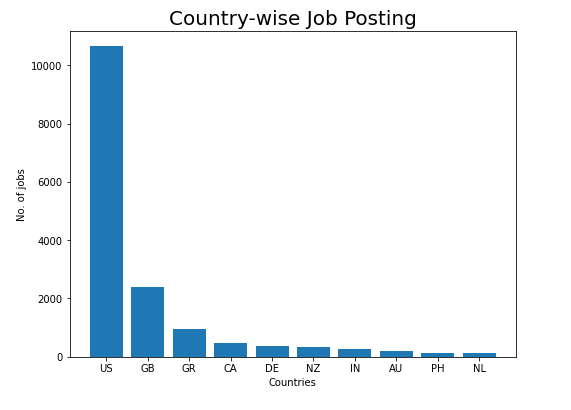 Country-wise Job Posting
10000
8000
6000
4000
2000
0
No. of jobs
US GB GR CA DE NZ IN AU PH NL
Countries